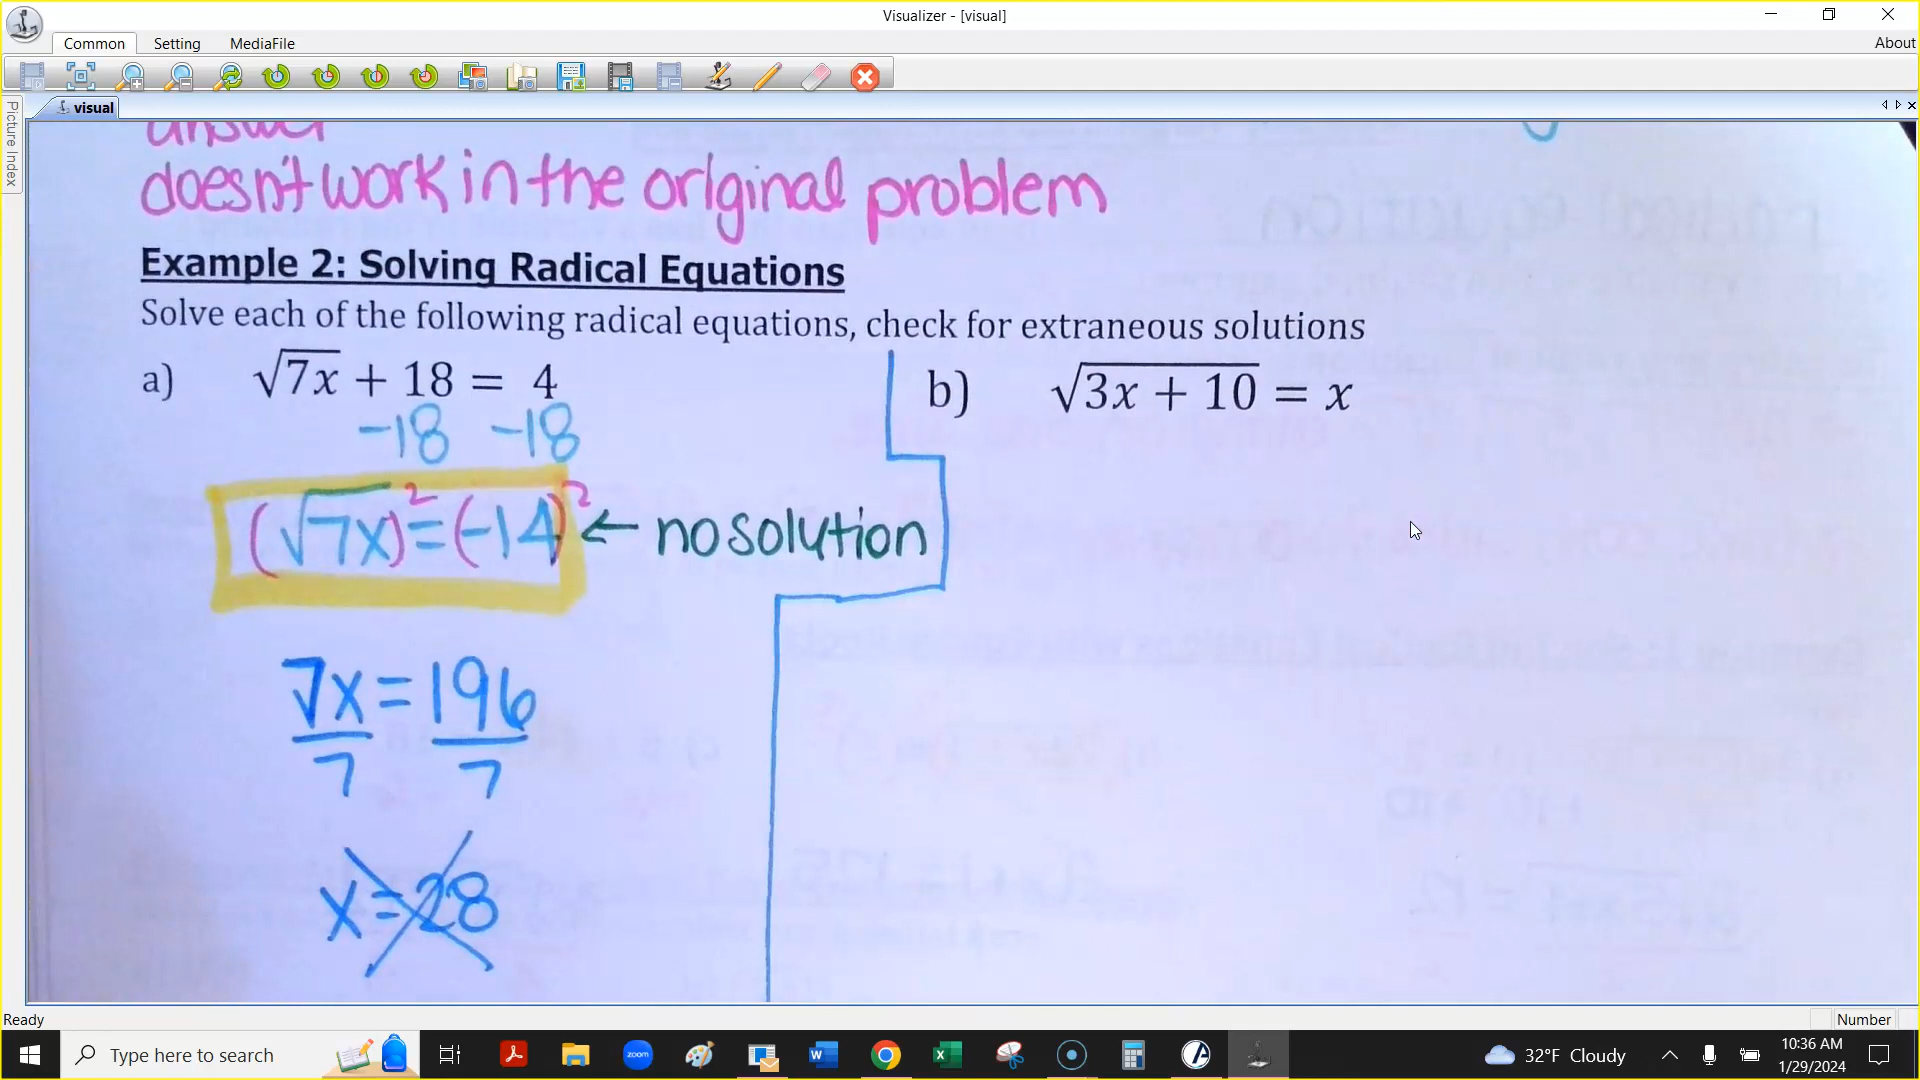 Visualizer - [visual]
Common Setting MediaFile About
Picture Index
visual
answer
doesn't work in the original problem
Example 2: Solving Radical Equations
Solve each of the following radical equations, check for extraneous solutions
a) √7x + 18 = 4
-18 -18
(√7x)² = (-14)² ← no solution
7x = 196
7 7
x = 28
b) √3x + 10 = x
Ready Number
Type here to search
zoom
32°F Cloudy
10:36 AM
1/29/2024